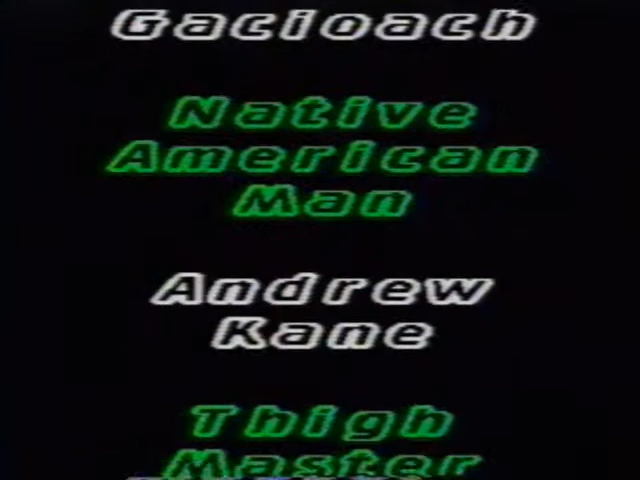 Gacioach
Native
American
Man
Andrew
Kane
Thigh
Master